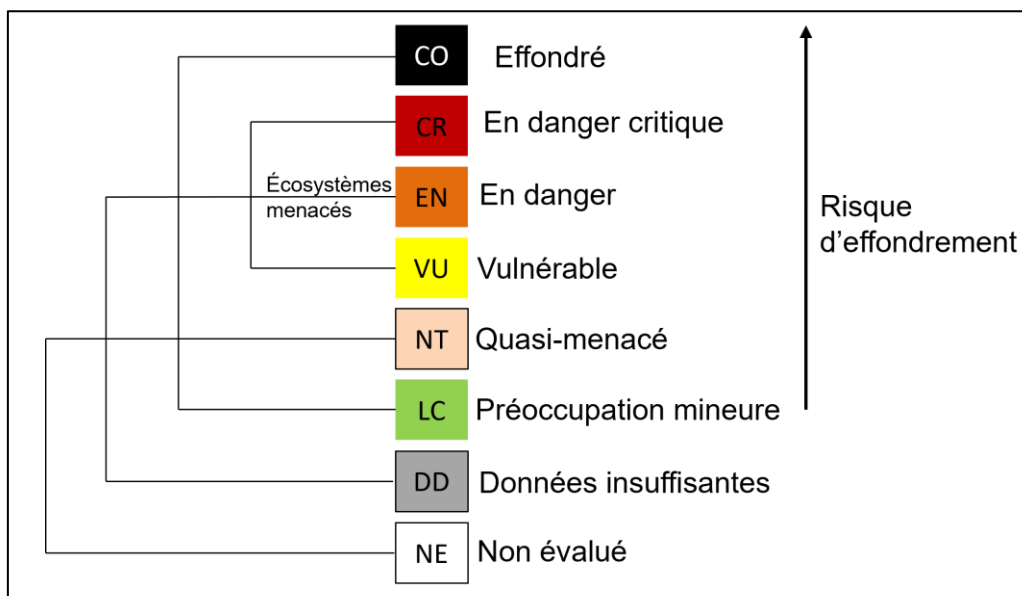 CO Effondré
CR En danger critique
Écosystèmes
menacés
EN En danger
VU Vulnérable
NT Quasi-menacé
LC Préoccupation mineure
DD Données insuffisantes
NE Non évalué
Risque
d'effondrement